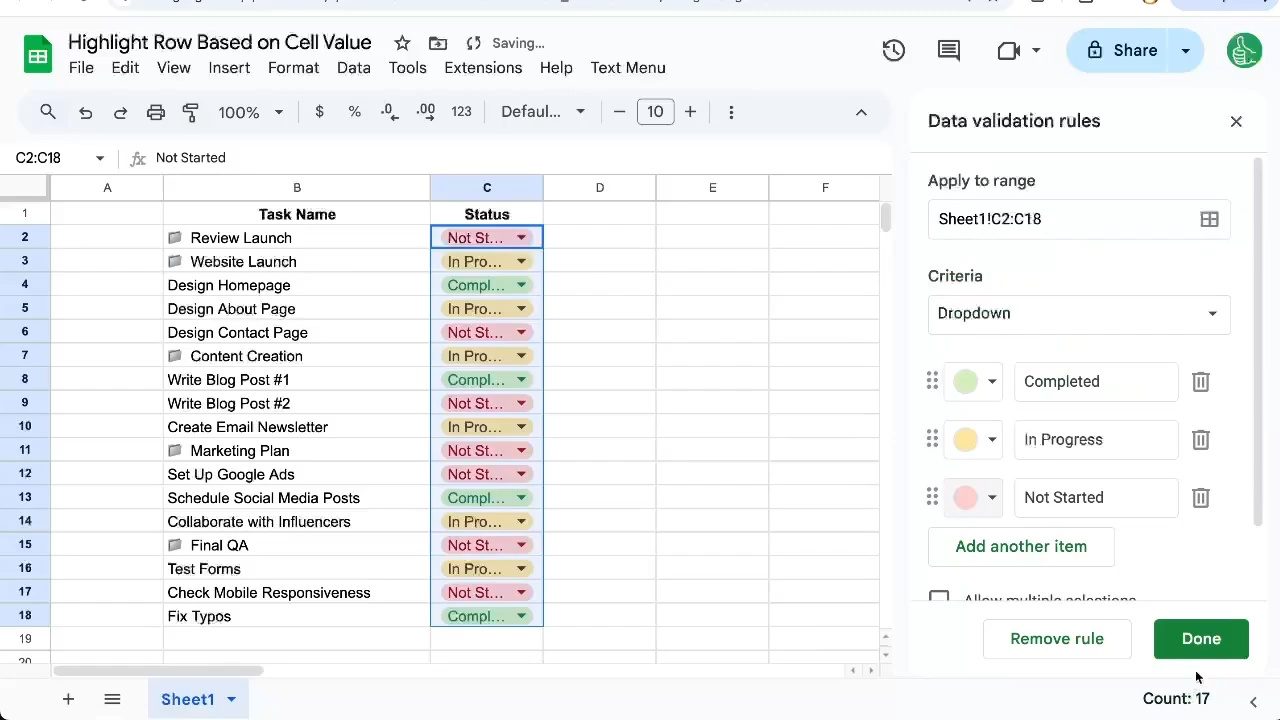 Highlight Row Based on Cell Value Saving...
File Edit View Insert Format Data Tools Extensions Help Text Menu
Share
100% $ % .0 .00 123 Defaul... 10
C2:C18 fx Not Started
A B C D E F
1 Task Name Status
2 Review Launch Not St...
3 Website Launch In Pro...
4 Design Homepage Compl...
5 Design About Page In Pro...
6 Design Contact Page Not St...
7 Content Creation In Pro...
8 Write Blog Post #1 Compl...
9 Write Blog Post #2 Not St...
10 Create Email Newsletter In Pro...
11 Marketing Plan Not St...
12 Set Up Google Ads Not St...
13 Schedule Social Media Posts Compl...
14 Collaborate with Influencers In Pro...
15 Final QA Not St...
16 Test Forms In Pro...
17 Check Mobile Responsiveness Not St...
18 Fix Typos Compl...
19
20
Sheet1
Data validation rules
Apply to range
Sheet1!C2:C18
Criteria
Dropdown
Completed
In Progress
Not Started
Add another item
Allow multiple selections
Remove rule Done
Count: 17